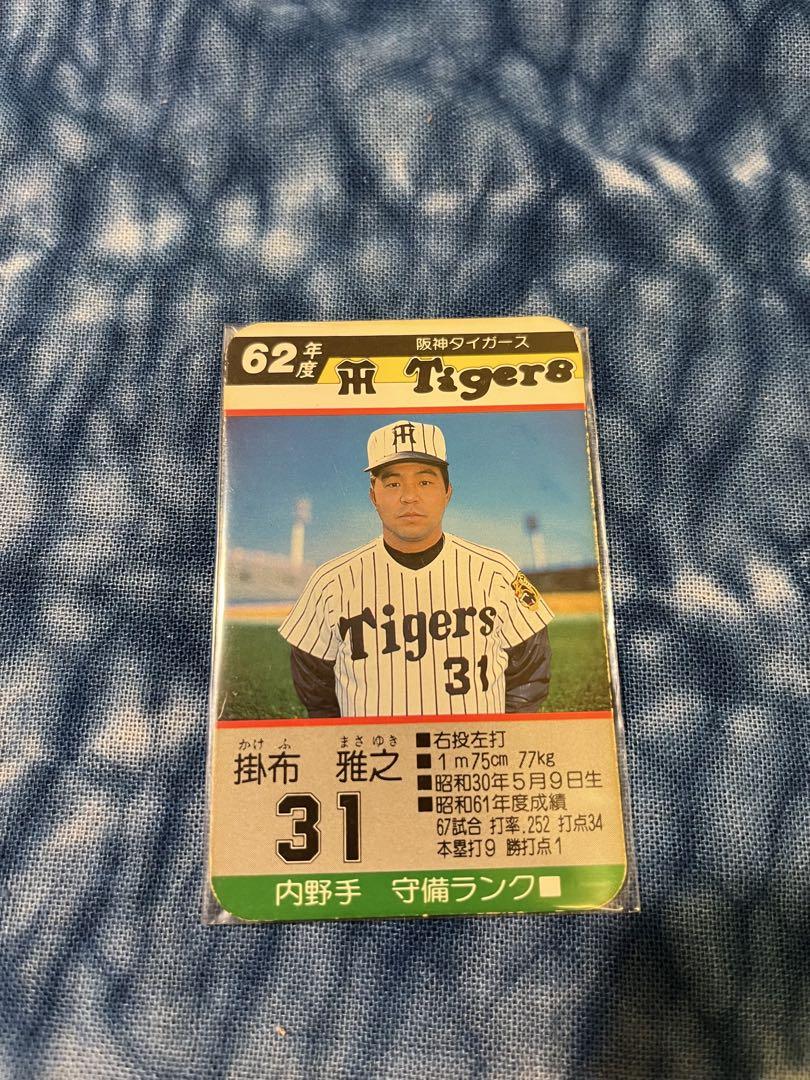 62年度
阪神タイガース
TH Tigers
TH
Tigers
31
かけ ふ まさ ゆき
掛布 雅之
31
■右投左打
■1m75cm 77kg
■昭和30年5月9日生
■昭和61年度成績
67試合 打率.252 打点34
本塁打9 勝打点1
内野手 守備ランク■